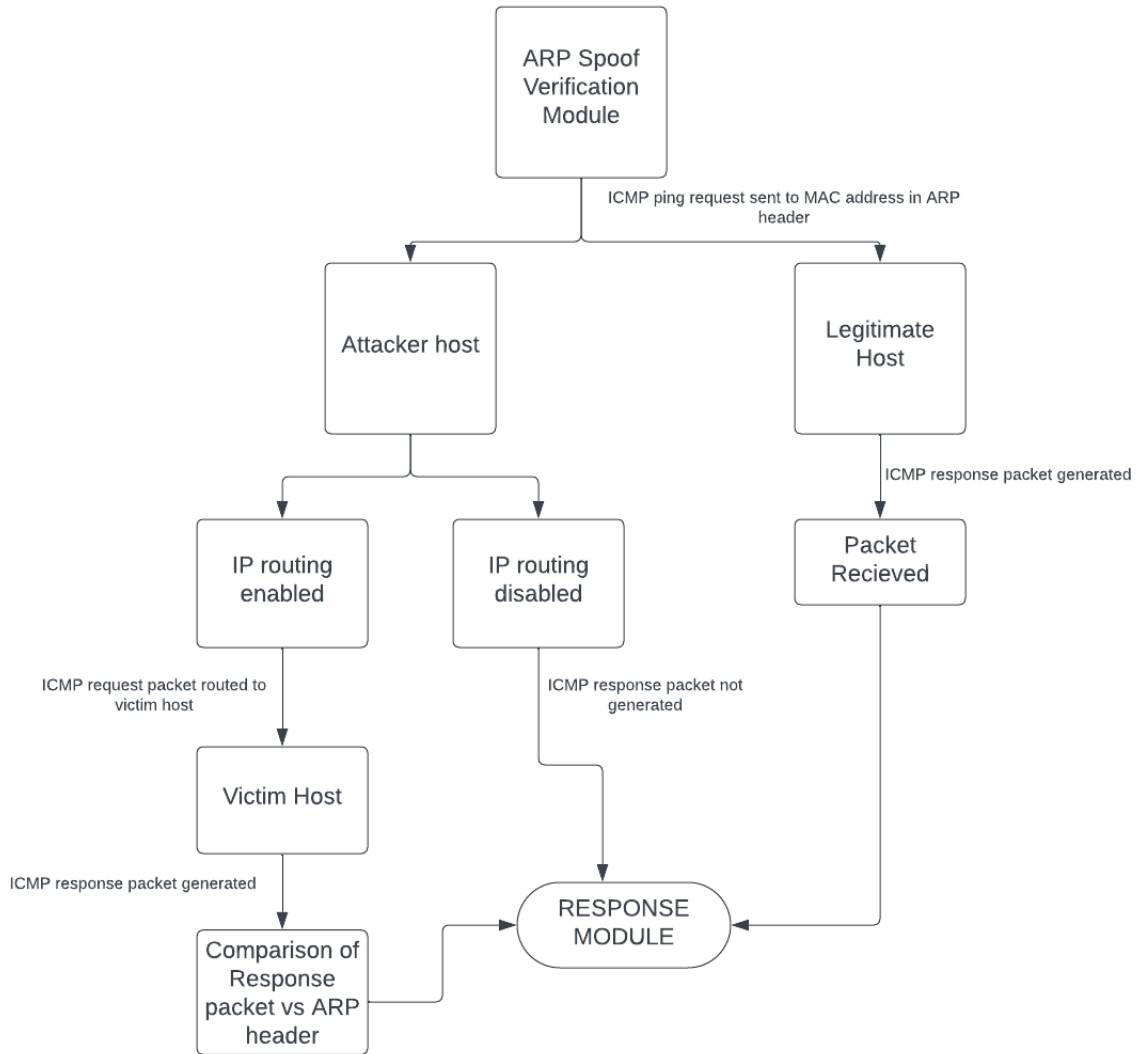 ARP Spoof
Verification
Module
ICMP ping request sent to MAC address in ARP
header
Attacker host
Legitimate
Host
ICMP response packet generated
IP routing
enabled
IP routing
disabled
Packet
Recieved
ICMP request packet routed to
victim host
ICMP response packet not
generated
Victim Host
ICMP response packet generated
RESPONSE
MODULE
Comparison of
Response
packet vs ARP
header